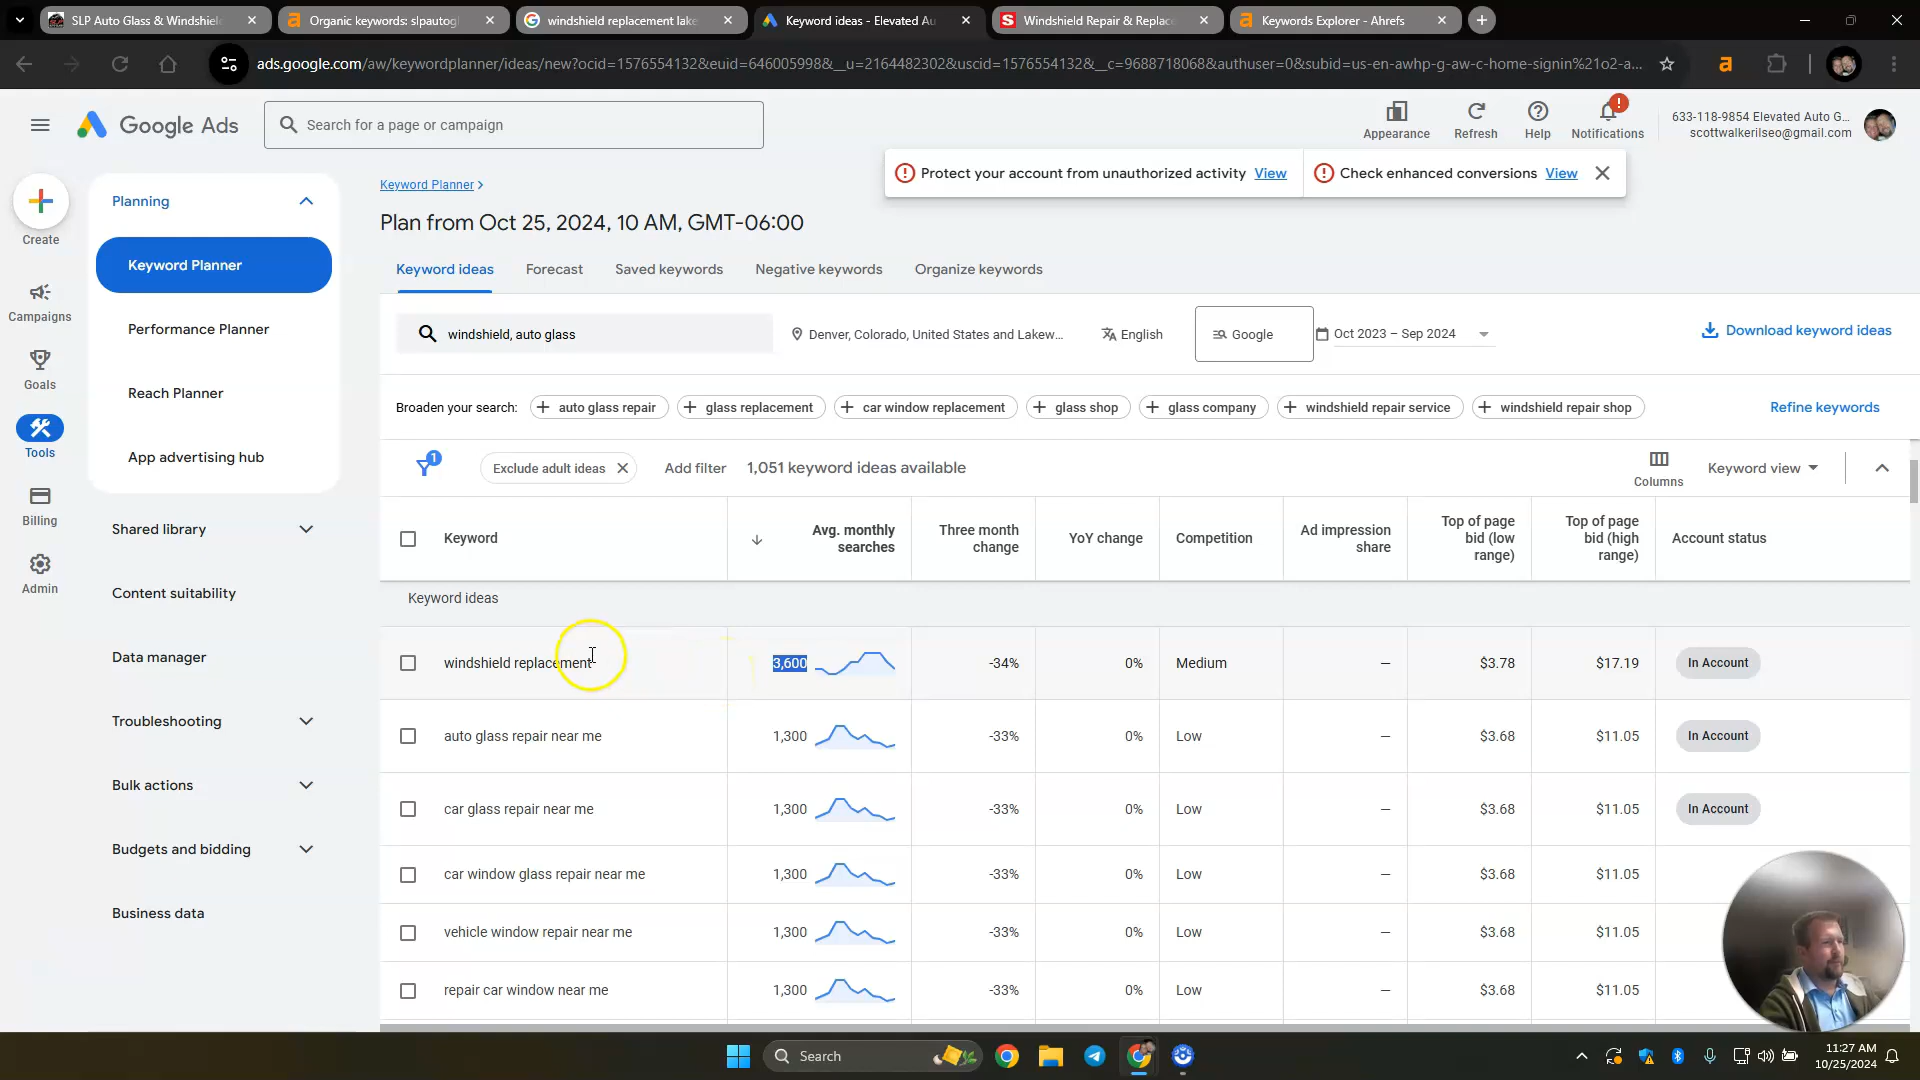 SLP Auto Glass & Windshiel
Organic keywords: slpautogl
windshield replacement lake
Keyword ideas - Elevated Au
Windshield Repair & Replace
Keywords Explorer - Ahrefs
ads.google.com/aw/keywordplanner/ideas/new?ocid=1576554132&euid=646005998&__u=2164482302&uscid=1576554132&__c=9688718068&authuser=0&subid=us-en-awhp-g-aw-c-home-signin%21o2-a...
Google Ads
Search for a page or campaign
Appearance
Refresh
Help
Notifications
633-118-9854 Elevated Auto G...
scottwalkerilseo@gmail.com
Protect your account from unauthorized activity View
Check enhanced conversions View
Create
Campaigns
Goals
Tools
Billing
Admin
Planning
Keyword Planner
Performance Planner
Reach Planner
App advertising hub
Shared library
Content suitability
Data manager
Troubleshooting
Bulk actions
Budgets and bidding
Business data
Keyword Planner
Plan from Oct 25, 2024, 10 AM, GMT-06:00
Keyword ideas Forecast Saved keywords Negative keywords Organize keywords
windshield, auto glass
Denver, Colorado, United States and Lakew...
English
Google
Oct 2023 – Sep 2024
Download keyword ideas
Broaden your search: auto glass repair glass replacement car window replacement glass shop glass company windshield repair service windshield repair shop
Refine keywords
1
Exclude adult ideas
Add filter
1,051 keyword ideas available
Columns
Keyword view
Keyword
Avg. monthly searches
Three month change
YoY change
Competition
Ad impression share
Top of page bid (low range)
Top of page bid (high range)
Account status
Keyword ideas
windshield replacement 3,600 -34% 0% Medium — $3.78 $17.19 In Account
auto glass repair near me 1,300 -33% 0% Low — $3.68 $11.05 In Account
car glass repair near me 1,300 -33% 0% Low — $3.68 $11.05 In Account
car window glass repair near me 1,300 -33% 0% Low — $3.68 $11.05
vehicle window repair near me 1,300 -33% 0% Low — $3.68 $11.05
repair car window near me 1,300 -33% 0% Low — $3.68 $11.05
Search
11:27 AM
10/25/2024